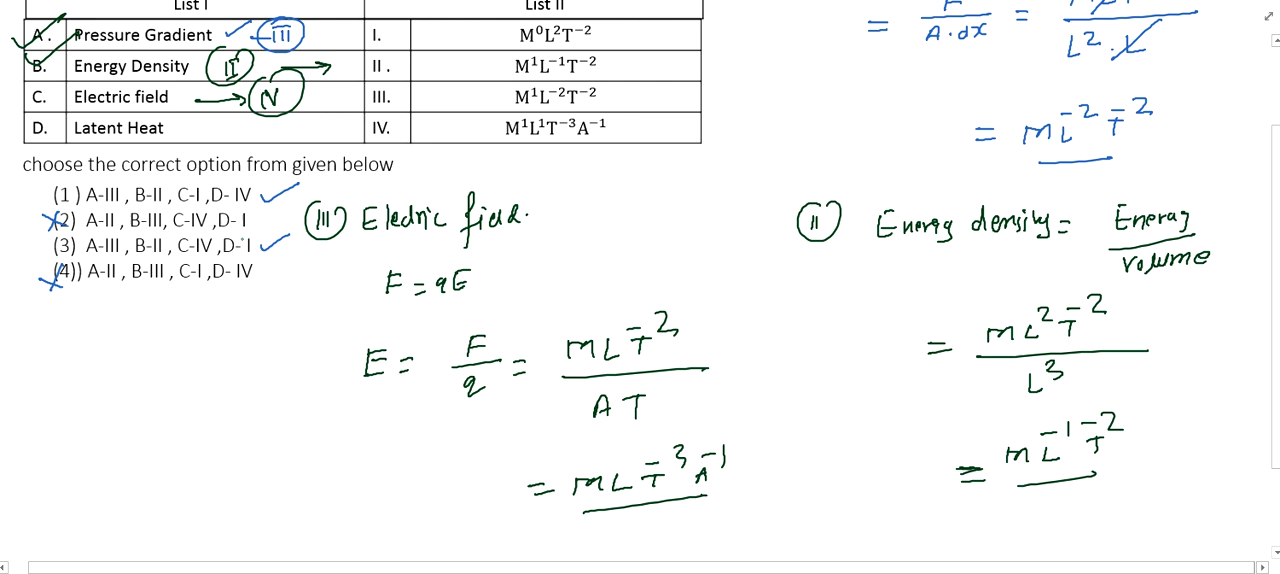 List I List II
A. Pressure Gradient III I. M⁰L²T⁻²
B. Energy Density II II . M¹L⁻¹T⁻²
C. Electric field IV III. M¹L⁻²T⁻²
D. Latent Heat IV. M¹L¹T⁻³A⁻¹
choose the correct option from given below
(1 ) A-III , B-II , C-I ,D- IV
(2) A-II , B-III, C-IV ,D- I
(3) A-III , B-II , C-IV ,D- I
(4)) A-II , B-III , C-I ,D- IV
= F / A·dx =
L² · L
= ML⁻²T⁻²
(III) Electric field.
F = qE
E = F / q = MLT⁻² / AT
= MLT⁻³A⁻¹
(II) Energy density = Energy / volume
= ML²T⁻² / L³
= ML⁻¹T⁻²